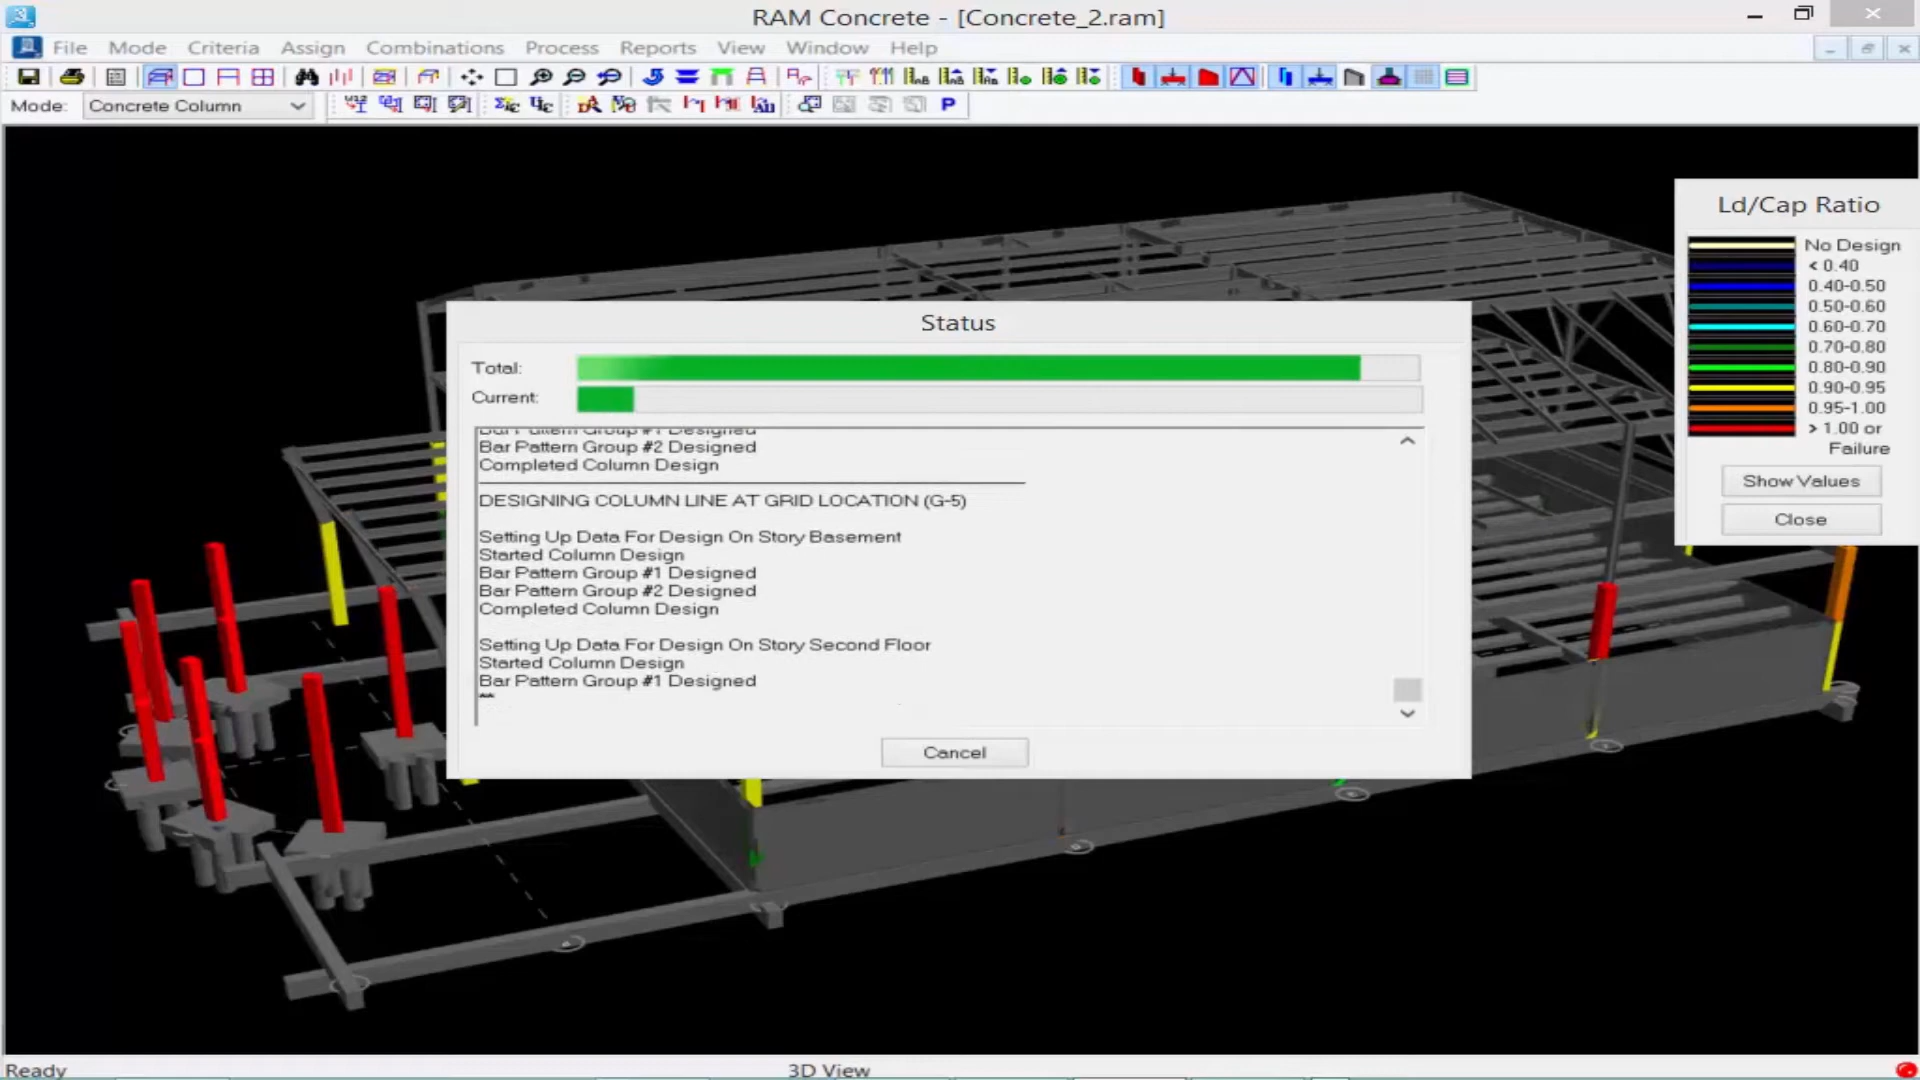 RAM Concrete - [Concrete_2.ram]
File Mode Criteria Assign Combinations Process Reports View Window Help
Mode: Concrete Column
P
Ld/Cap Ratio
No Design
< 0.40
0.40-0.50
0.50-0.60
0.60-0.70
0.70-0.80
0.80-0.90
0.90-0.95
0.95-1.00
> 1.00 or
Failure
Show Values
Close
Status
Total:
Current:
Bar Pattern Group #1 Designed
Bar Pattern Group #2 Designed
Completed Column Design
DESIGNING COLUMN LINE AT GRID LOCATION (G-5)
Setting Up Data For Design On Story Basement
Started Column Design
Bar Pattern Group #1 Designed
Bar Pattern Group #2 Designed
Completed Column Design
Setting Up Data For Design On Story Second Floor
Started Column Design
Bar Pattern Group #1 Designed
Cancel
Ready
3D View